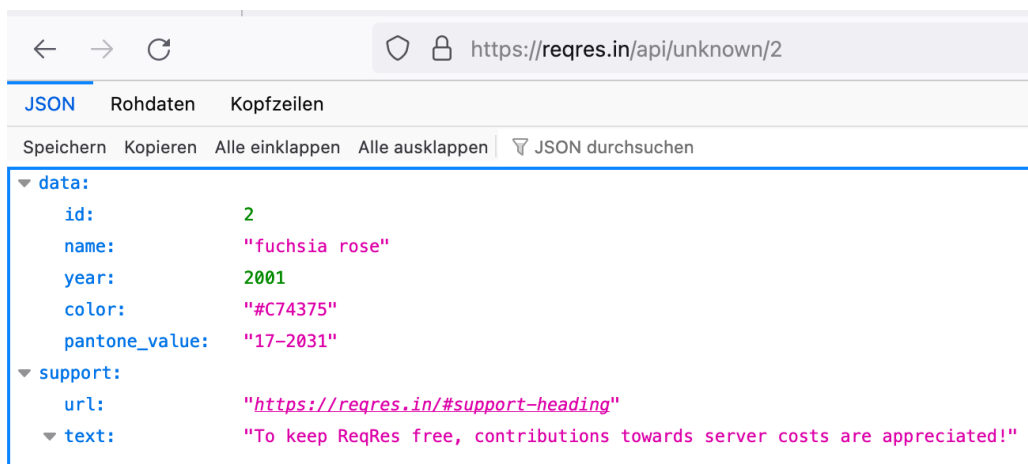 https://reqres.in/api/unknown/2
JSON Rohdaten Kopfzeilen
Speichern Kopieren Alle einklappen Alle ausklappen JSON durchsuchen
data:
id: 2
name: "fuchsia rose"
year: 2001
color: "#C74375"
pantone_value: "17-2031"
support:
url: "https://reqres.in/#support-heading"
text: "To keep ReqRes free, contributions towards server costs are appreciated!"